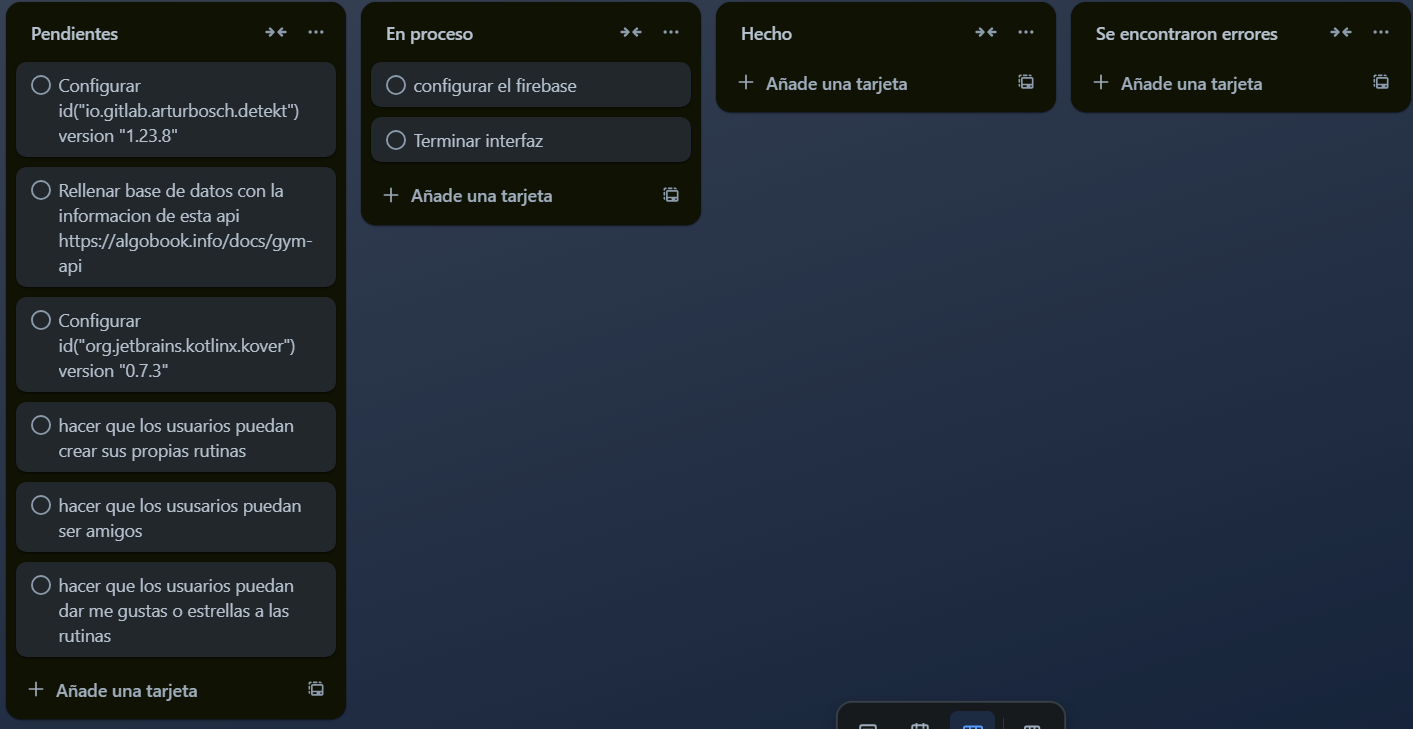 Pendientes
Configurar
id("io.gitlab.arturbosch.detekt")
version "1.23.8"
Rellenar base de datos con la
informacion de esta api
https://algobook.info/docs/gym-
api
Configurar
id("org.jetbrains.kotlinx.kover")
version "0.7.3"
hacer que los usuarios puedan
crear sus propias rutinas
hacer que los ususarios puedan
ser amigos
hacer que los usuarios puedan
dar me gustas o estrellas a las
rutinas
Añade una tarjeta
En proceso
configurar el firebase
Terminar interfaz
Añade una tarjeta
Hecho
Añade una tarjeta
Se encontraron errores
Añade una tarjeta